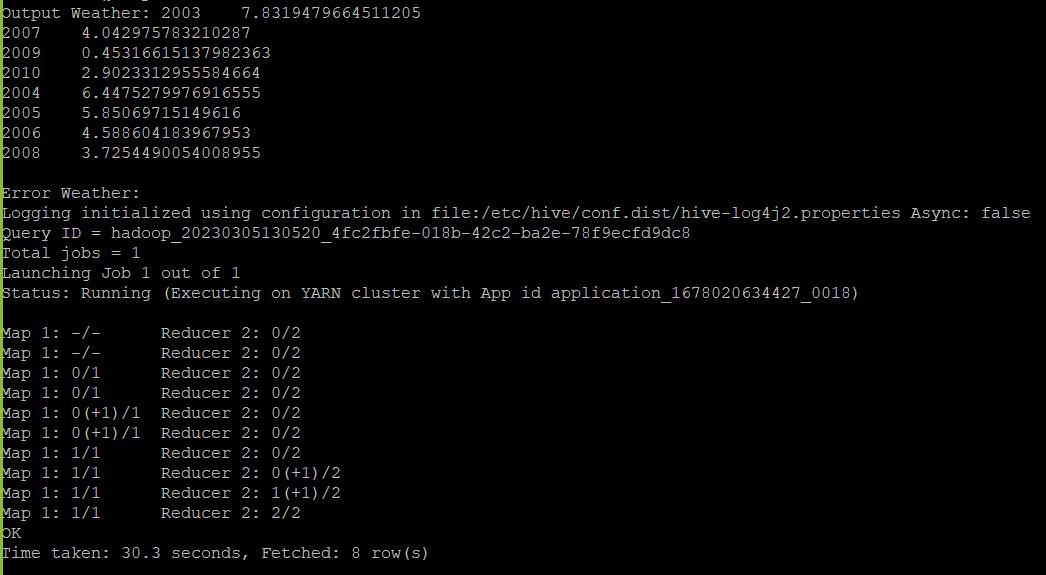 Output Weather: 2003    7.8319479664511205
2007    4.042975783210287
2009    0.45316615137982363
2010    2.9023312955584664
2004    6.4475279976916555
2005    5.85069715149616
2006    4.588604183967953
2008    3.7254490054008955
Error Weather:
Logging initialized using configuration in file:/etc/hive/conf.dist/hive-log4j2.properties Async: false
Query ID = hadoop_20230305130520_4fc2fbfe-018b-42c2-ba2e-78f9ecfd9dc8
Total jobs = 1
Launching Job 1 out of 1
Status: Running (Executing on YARN cluster with App id application_1678020634427_0018)
Map 1: -/-      Reducer 2: 0/2
Map 1: -/-      Reducer 2: 0/2
Map 1: 0/1      Reducer 2: 0/2
Map 1: 0/1      Reducer 2: 0/2
Map 1: 0(+1)/1  Reducer 2: 0/2
Map 1: 0(+1)/1  Reducer 2: 0/2
Map 1: 1/1      Reducer 2: 0/2
Map 1: 1/1      Reducer 2: 0(+1)/2
Map 1: 1/1      Reducer 2: 1(+1)/2
Map 1: 1/1      Reducer 2: 2/2
OK
Time taken: 30.3 seconds, Fetched: 8 row(s)